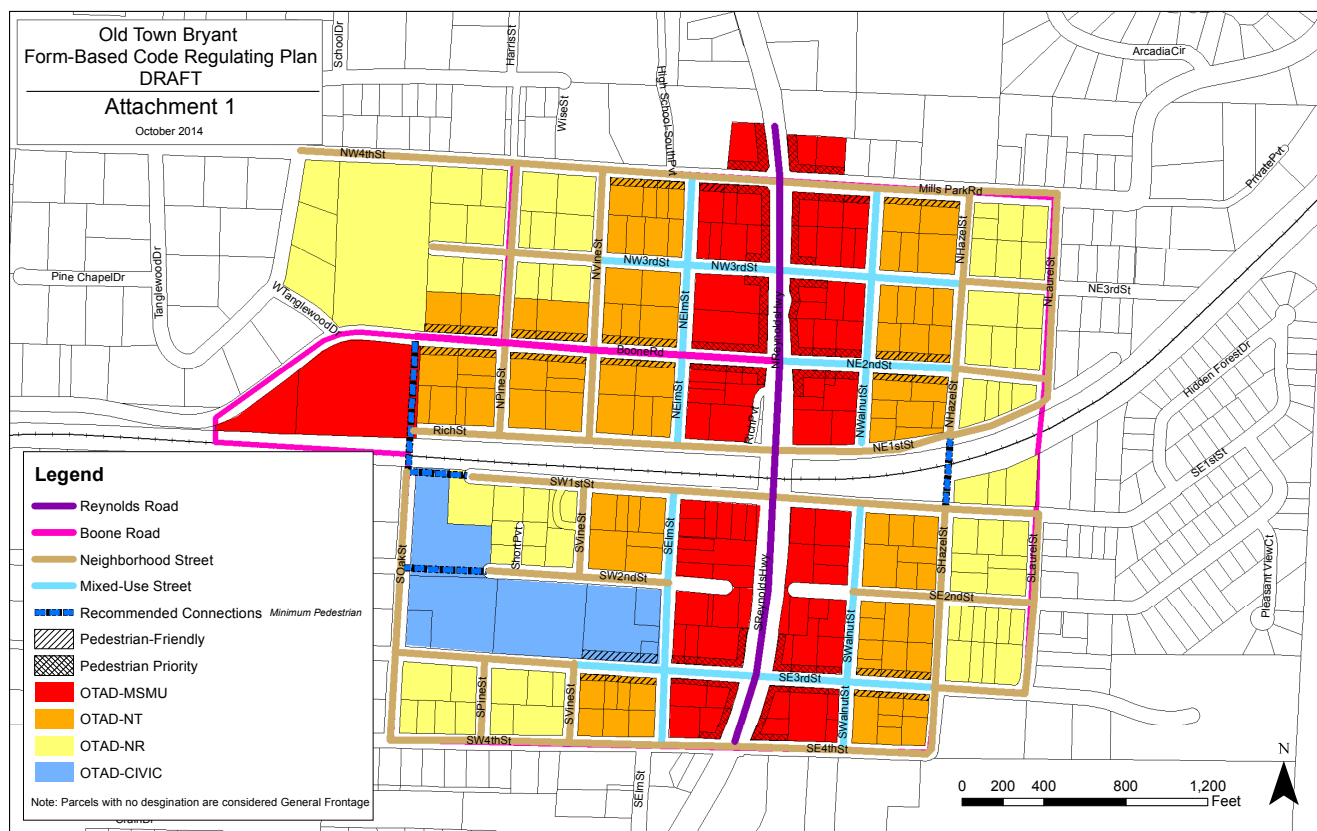 Old Town Bryant
Form-Based Code Regulating Plan
DRAFT
Attachment 1
October 2014
SchoolDr
HarrisSt
WiseSt
High School SouthPvt
ArcadiaCir
PrivatePvt
NW4thSt
Mills ParkRd
Pine ChapelDr
TanglewoodDr
WTanglewoodD
NVineSt
NW3rdSt
NW3rdSt
NElmSt
NReynoldsHwy
NHazelSt
NLaurelSt
NE3rdSt
BooneRd
NE2ndSt
NPineSt
NElmSt
RichPvt
NWalnutSt
NHazelSt
RichSt
NE1stSt
Hidden ForestDr
SE1stSt
Pleasant ViewCt
SW1stSt
SOakSt
ShortPvt
SVineSt
SElmSt
SW2ndSt
SReynoldsHwy
SHazelSt
SLaurelSt
SE2ndSt
SWalnutSt
SE3rdSt
SPineSt
SVineSt
SWalnutSt
SW4thSt
SE4thSt
SElmSt
Legend
Reynolds Road
Boone Road
Neighborhood Street
Mixed-Use Street
Recommended Connections Minimum Pedestrian
Pedestrian-Friendly
Pedestrian Priority
OTAD-MSMU
OTAD-NT
OTAD-NR
OTAD-CIVIC
Note: Parcels with no desgination are considered General Frontage
N
0 200 400 800 1,200
Feet